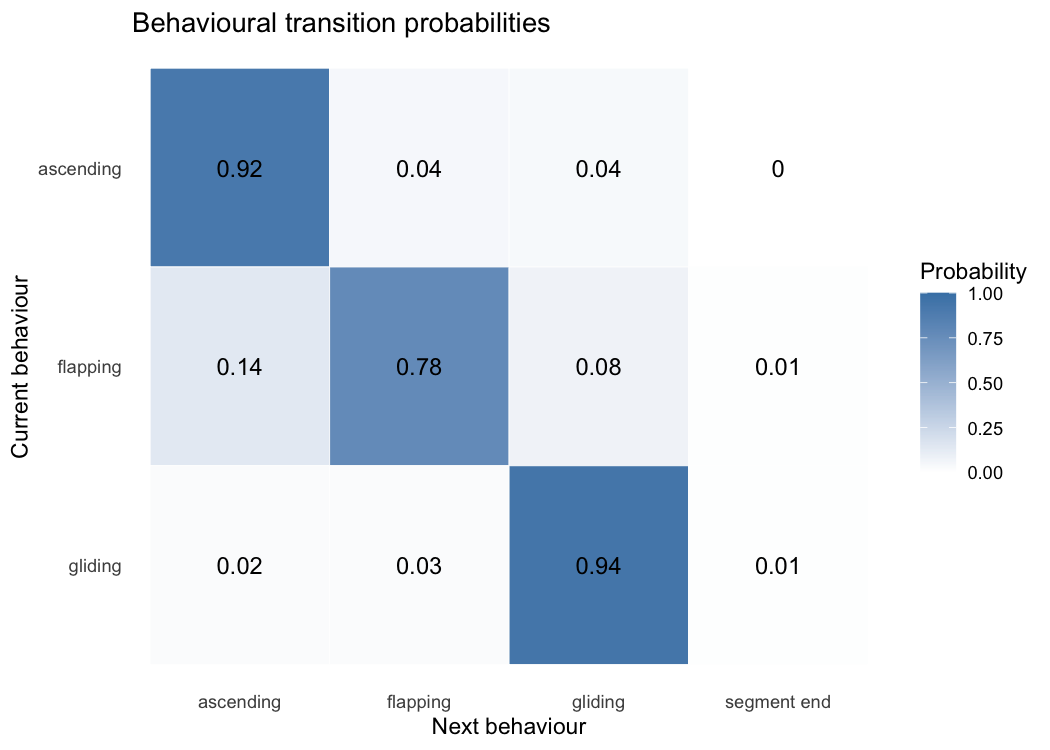 Behavioural transition probabilities
ascending 0.92 0.04 0.04 0
flapping 0.14 0.78 0.08 0.01
gliding 0.02 0.03 0.94 0.01
ascending flapping gliding segment end
Next behaviour
Current behaviour
Probability
1.00
0.75
0.50
0.25
0.00